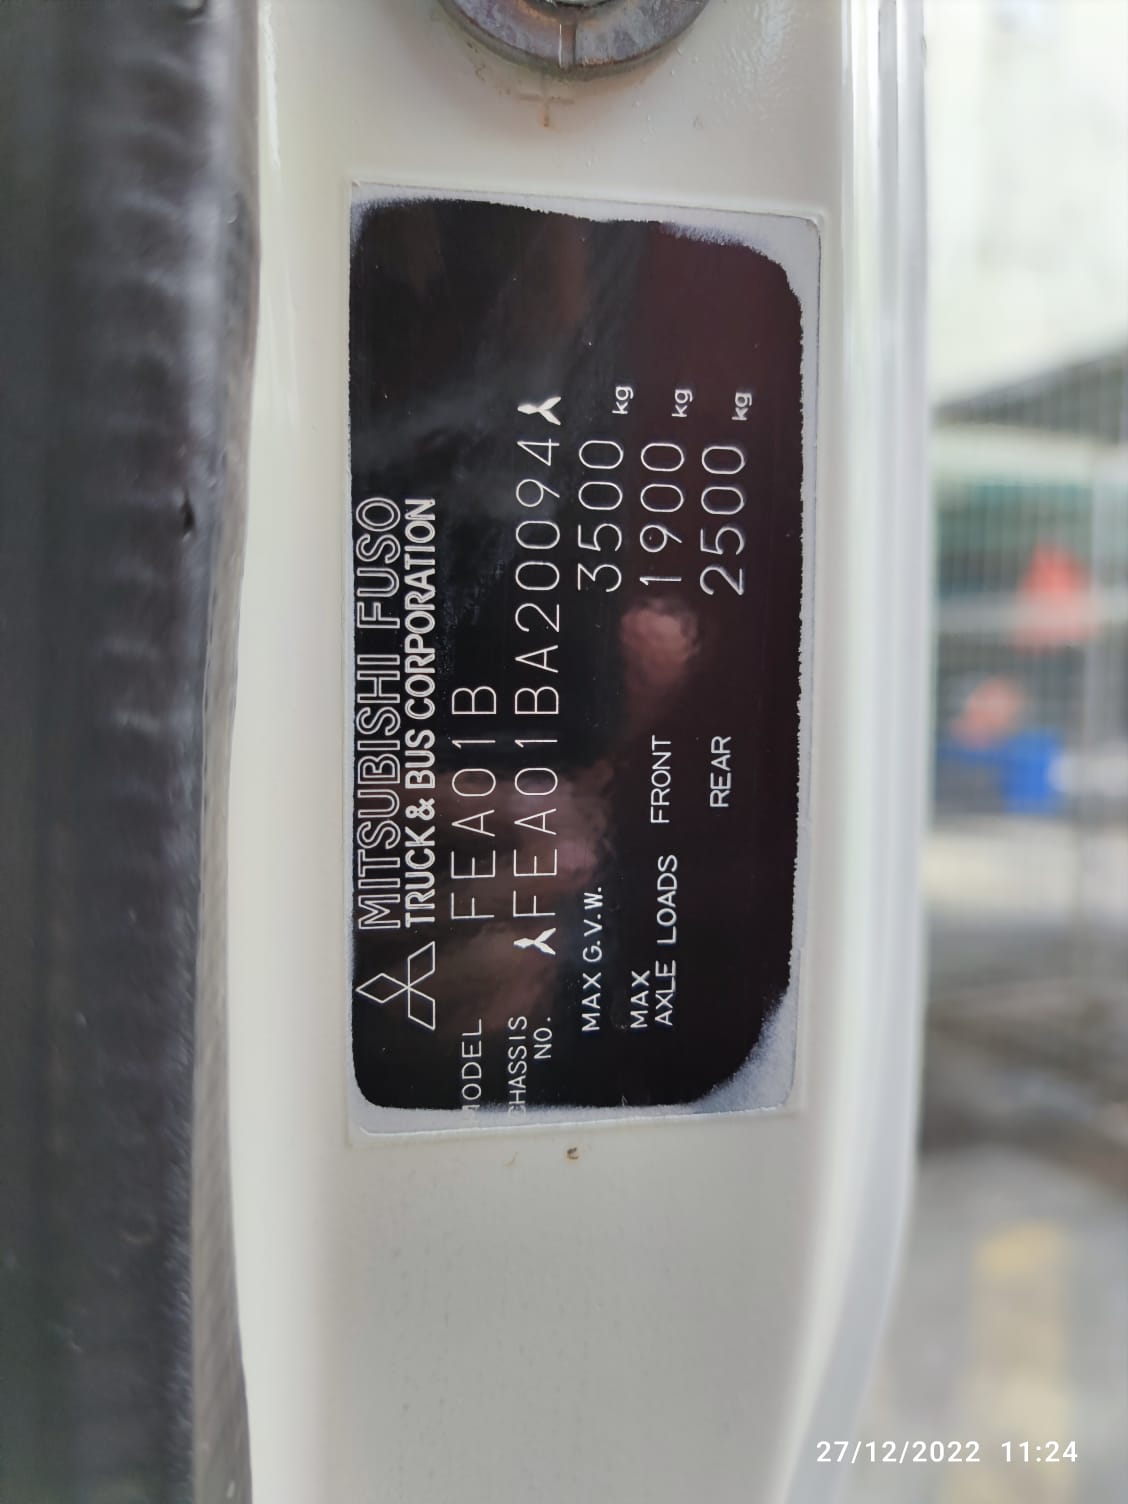 MITSUBISHI FUSO
TRUCK & BUS CORPORATION
MODEL FEA01B
CHASSIS NO. FEA01BA20094
MAX G.V.W. 3500 kg
MAX AXLE LOADS FRONT 1900 kg
REAR 2500 kg
27/12/2022 11:24